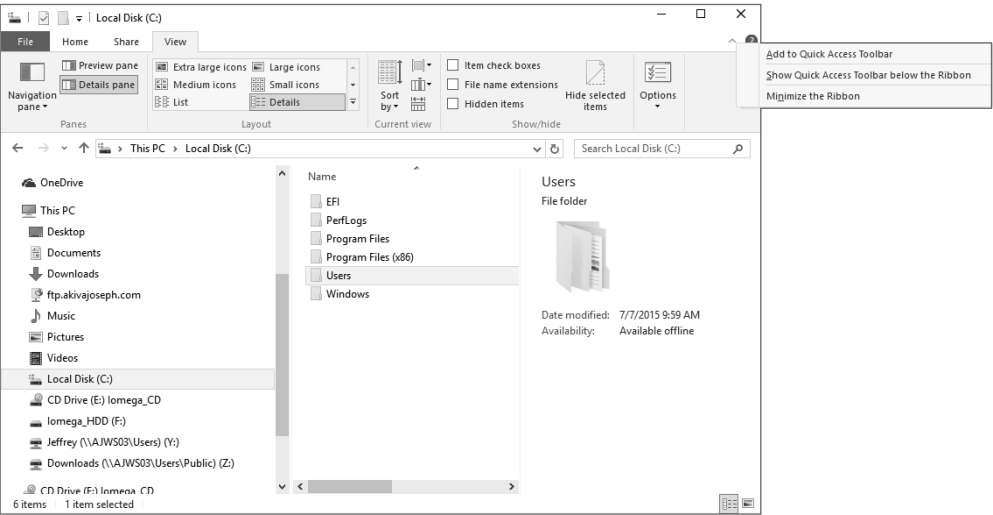 Local Disk (C:)
File Home Share View
Add to Quick Access Toolbar
Show Quick Access Toolbar below the Ribbon
Minimize the Ribbon
Navigation pane
Preview pane
Details pane
Panes
Extra large icons Large icons
Medium icons Small icons
List Details
Layout
Sort by
Current view
Item check boxes
File name extensions
Hidden items
Hide selected items
Show/hide
Options
This PC > Local Disk (C:)
Search Local Disk (C:)
OneDrive
This PC
Desktop
Documents
Downloads
ftp.akivajoseph.com
Music
Pictures
Videos
Local Disk (C:)
CD Drive (E:) Iomega_CD
Iomega_HDD (F:)
Jeffrey (\\AJWS03\Users) (Y:)
Downloads (\\AJWS03\Users\Public) (Z:)
CD Drive (E:) Iomega_CD
Name
EFI
PerfLogs
Program Files
Program Files (x86)
Users
Windows
Users
File folder
Date modified: 7/7/2015 9:59 AM
Availability: Available offline
6 items 1 item selected